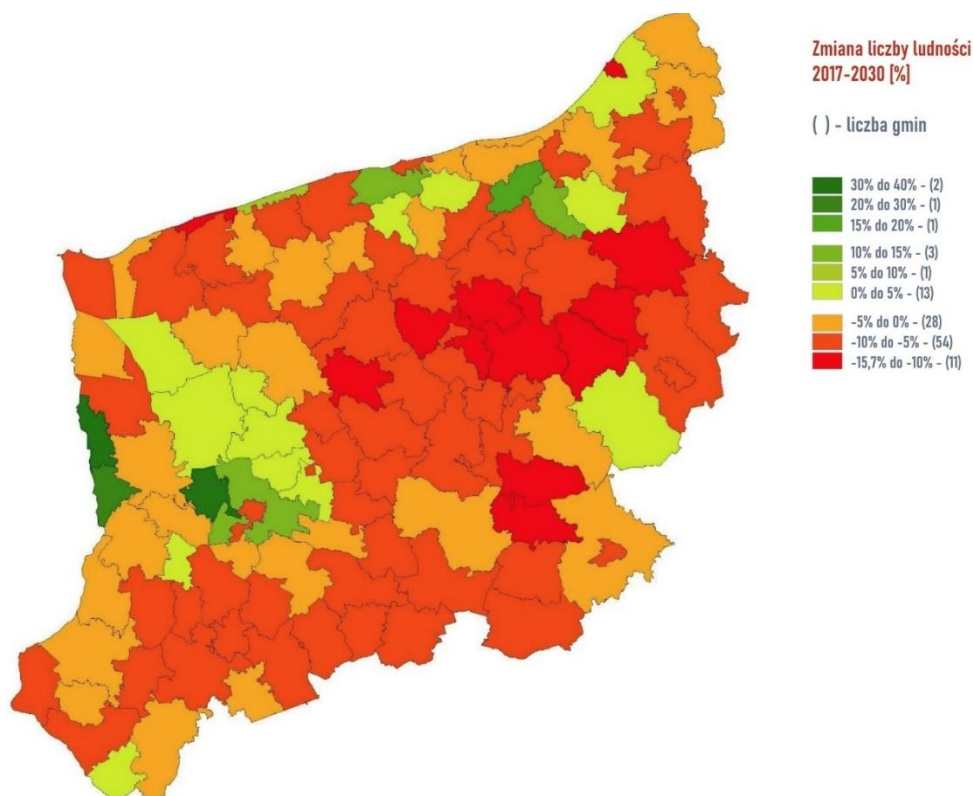 Zmiana liczby ludności
2017-2030 [%]
( ) - liczba gmin
30% do 40% - (2)
20% do 30% - (1)
15% do 20% - (1)
10% do 15% - (3)
5% do 10% - (1)
0% do 5% - (13)
-5% do 0% - (28)
-10% do -5% - (54)
-15,7% do -10% - (11)